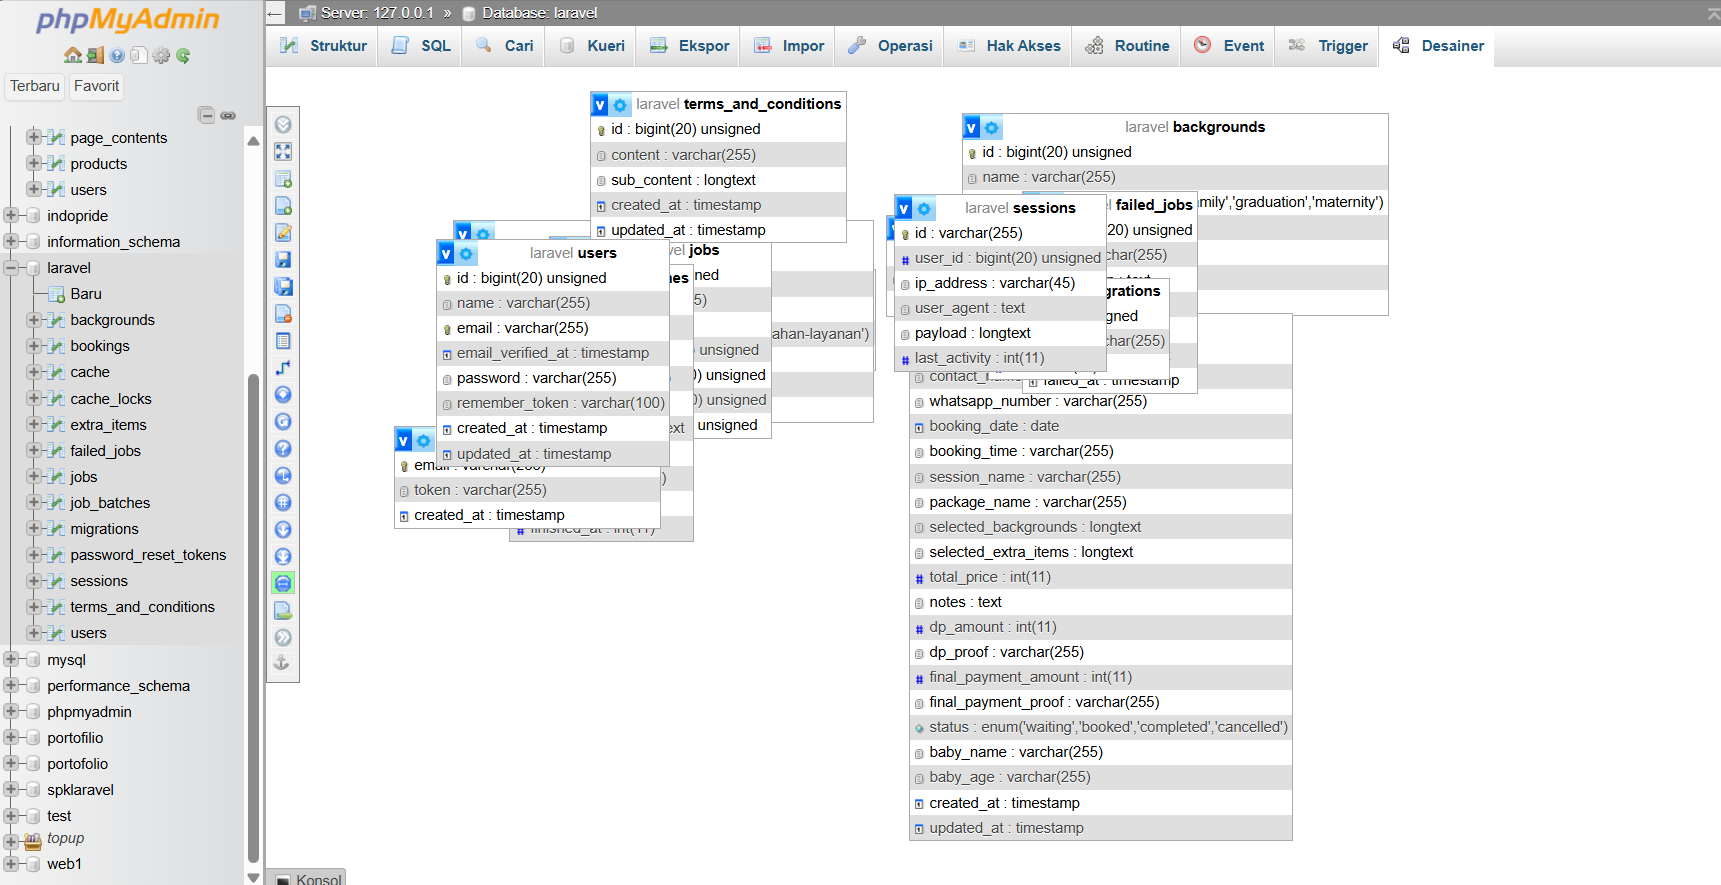 phpMyAdmin
Terbaru
Favorit
page_contents
products
users
indopride
information_schema
laravel
Baru
backgrounds
bookings
cache
cache_locks
extra_items
failed_jobs
jobs
job_batches
migrations
password_reset_tokens
sessions
terms_and_conditions
users
mysql
performance_schema
phpmyadmin
portofilio
portofolio
spklaravel
test
topup
web1
Server: 127.0.0.1 » Database: laravel
Struktur SQL Cari Kueri Ekspor Impor Operasi Hak Akses Routine Event Trigger Desainer
v laravel terms_and_conditions
id : bigint(20) unsigned
content : varchar(255)
sub_content : longtext
created_at : timestamp
updated_at : timestamp
v laravel users
id : bigint(20) unsigned
name : varchar(255)
email : varchar(255)
email_verified_at : timestamp
password : varchar(255)
remember_token : varchar(100)
created_at : timestamp
updated_at : timestamp
vel jobs
ned
nes
5)
ahan-layanan')
unsigned
0) unsigned
0) unsigned
unsigned
ext
)
finished_at : int(11)
v
email : varchar(255)
token : varchar(255)
created_at : timestamp
v laravel backgrounds
id : bigint(20) unsigned
name : varchar(255)
mily','graduation','maternity')
v laravel sessions
id : varchar(255)
user_id : bigint(20) unsigned
ip_address : varchar(45)
user_agent : text
payload : longtext
last_activity : int(11)
failed_jobs
20) unsigned
char(255)
text
grations
gned
har(255)
failed_at : timestamp
contact_name
whatsapp_number : varchar(255)
booking_date : date
booking_time : varchar(255)
session_name : varchar(255)
package_name : varchar(255)
selected_backgrounds : longtext
selected_extra_items : longtext
total_price : int(11)
notes : text
dp_amount : int(11)
dp_proof : varchar(255)
final_payment_amount : int(11)
final_payment_proof : varchar(255)
status : enum('waiting','booked','completed','cancelled')
baby_name : varchar(255)
baby_age : varchar(255)
created_at : timestamp
updated_at : timestamp
Konsol